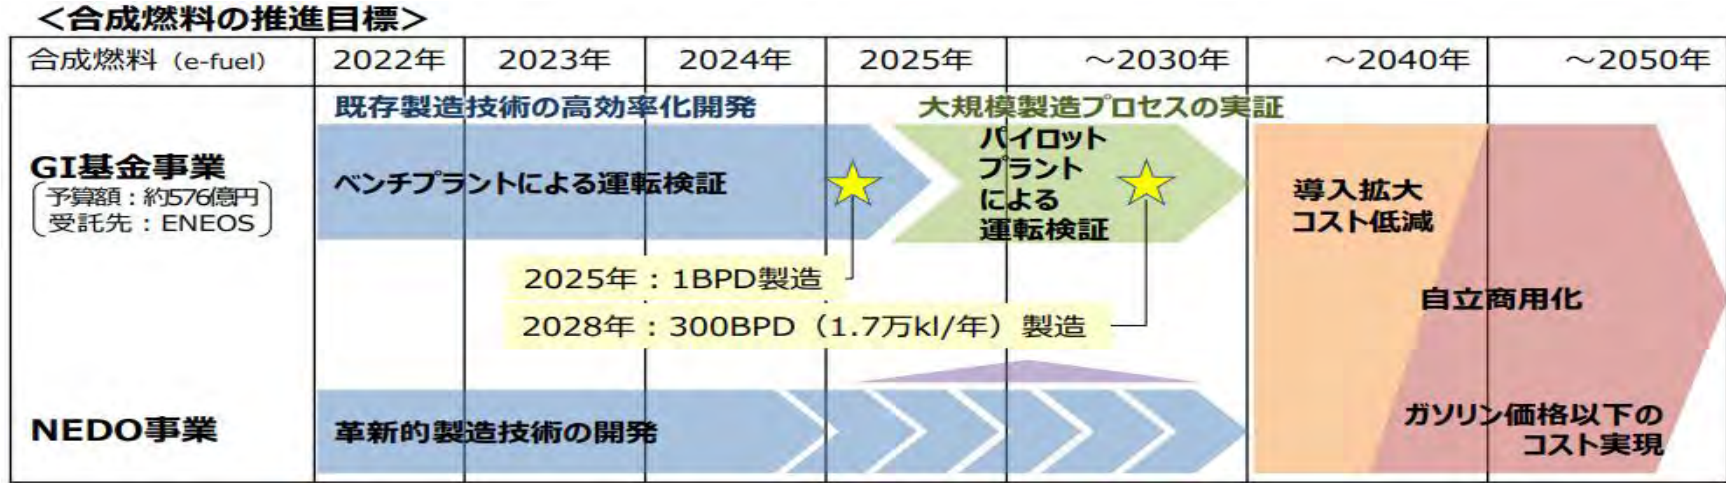 ＜合成燃料の推進目標＞
合成燃料（e-fuel） 2022年 2023年 2024年 2025年 ～2030年 ～2040年 ～2050年
既存製造技術の高効率化開発
大規模製造プロセスの実証
GI基金事業
予算額：約576億円
受託先：ENEOS
ベンチプラントによる運転検証
パイロット
プラント
による
運転検証
導入拡大
コスト低減
2025年：1BPD製造
2028年：300BPD（1.7万kl/年）製造
自立商用化
NEDO事業
革新的製造技術の開発
ガソリン価格以下の
コスト実現